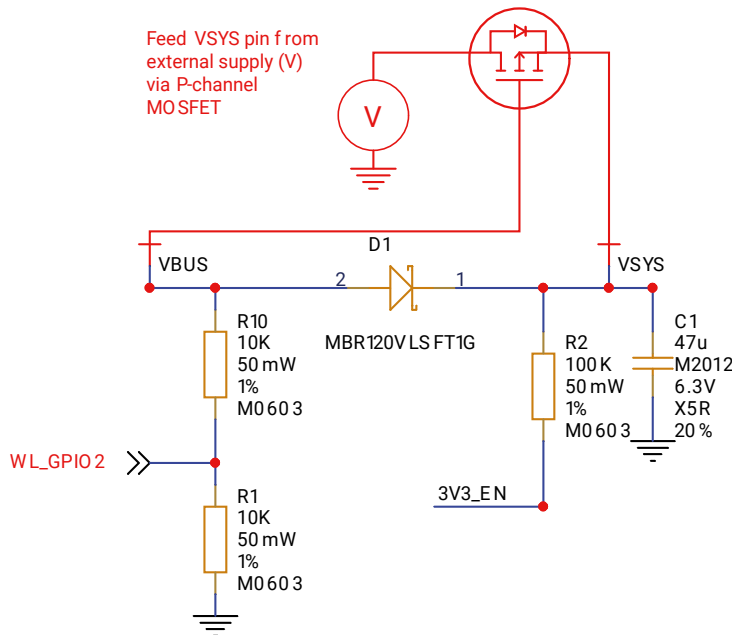 Feed VSYS pin from
external supply (V)
via P-channel
MOSFET
V
VBUS
D1
VSYS
2
1
MBR120VLSFT1G
R10
10K
50mW
1%
M0603
R2
100K
50mW
1%
M0603
C1
47u
M2012
6.3V
X5R
20%
WL_GPIO2
R1
10K
50mW
1%
M0603
3V3_EN